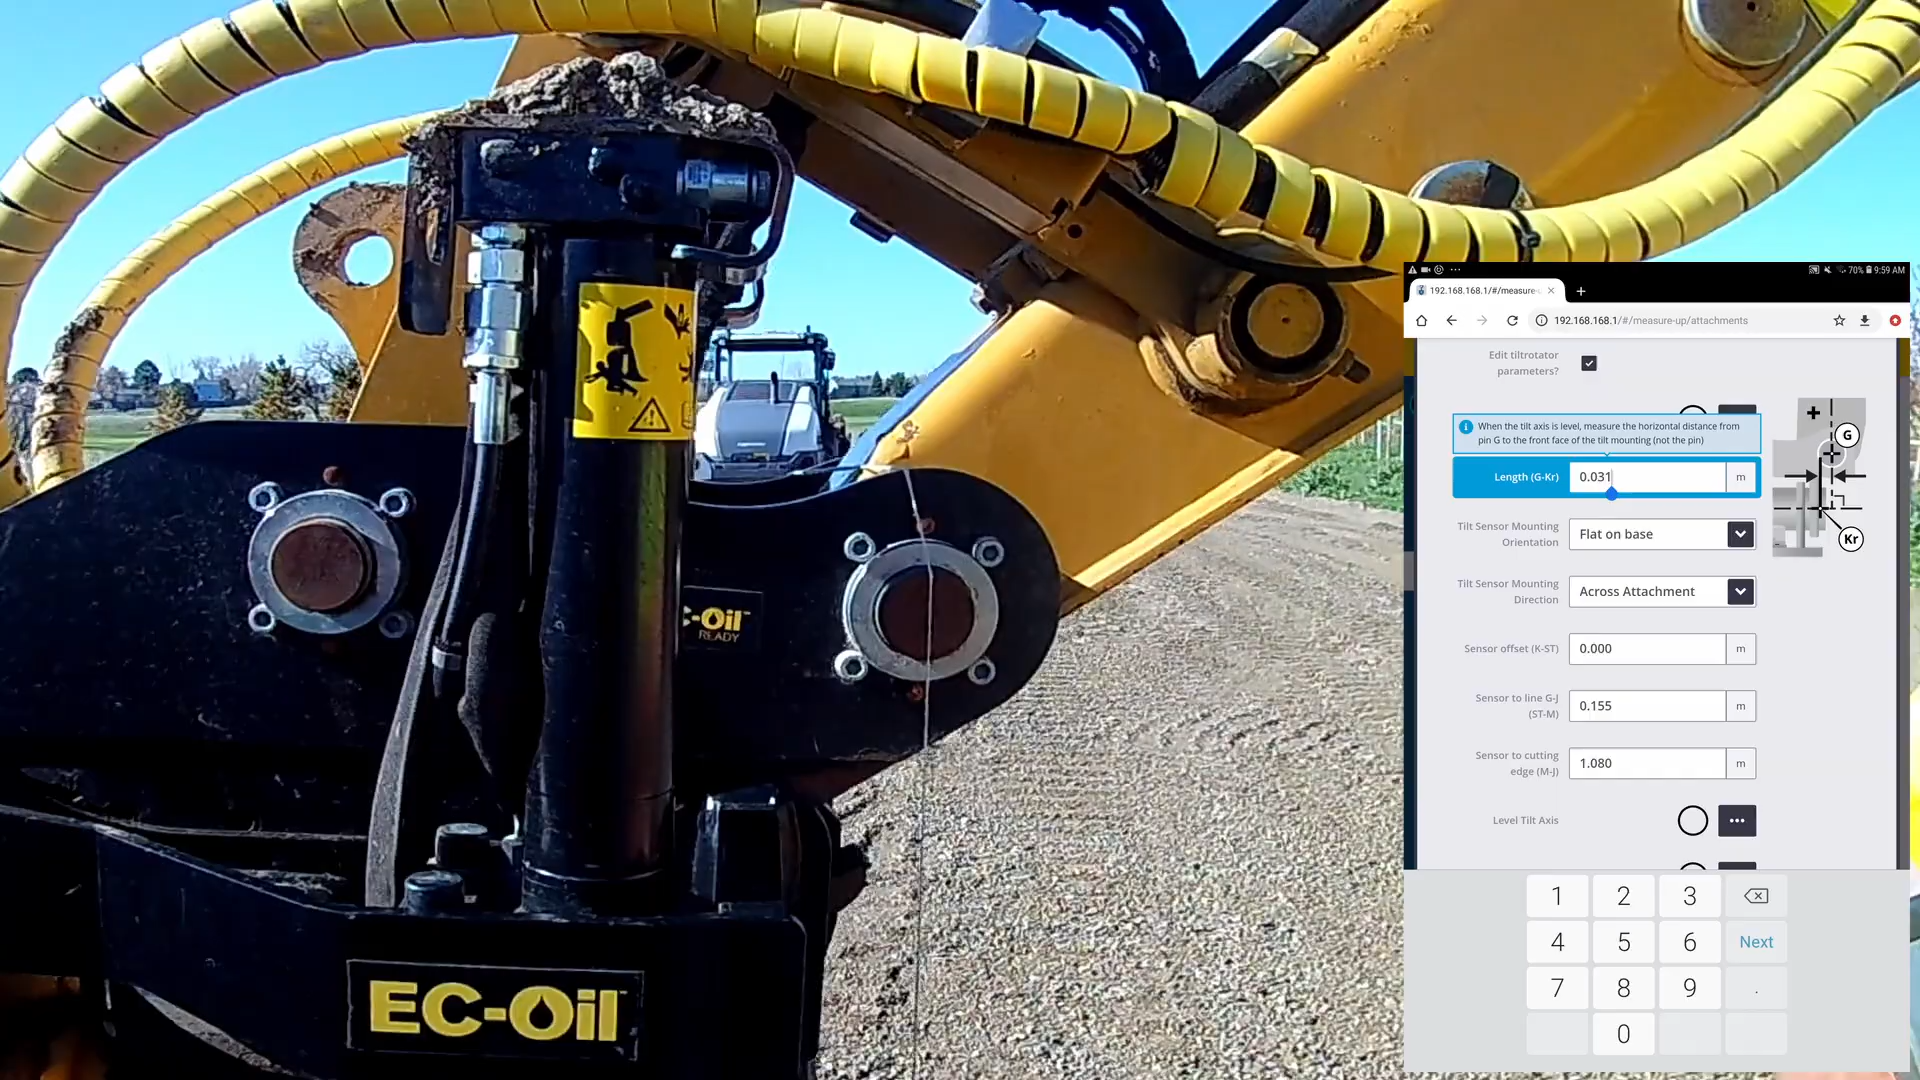 C-Oil™
READY
EC-Oil™
70% 9:59 AM
192.168.168.1/#/measure-
192.168.168.1/#/measure-up/attachments
Edit tiltrotator
parameters?
When the tilt axis is level, measure the horizontal distance from
pin G to the front face of the tilt mounting (not the pin)
Length (G-Kr) 0.031 m
G
Kr
Tilt Sensor Mounting
Orientation
Flat on base
Tilt Sensor Mounting
Direction
Across Attachment
Sensor offset (K-ST) 0.000 m
Sensor to line G-J
(ST-M)
0.155 m
Sensor to cutting
edge (M-J)
1.080 m
Level Tilt Axis
1 2 3
4 5 6 Next
7 8 9 .
0